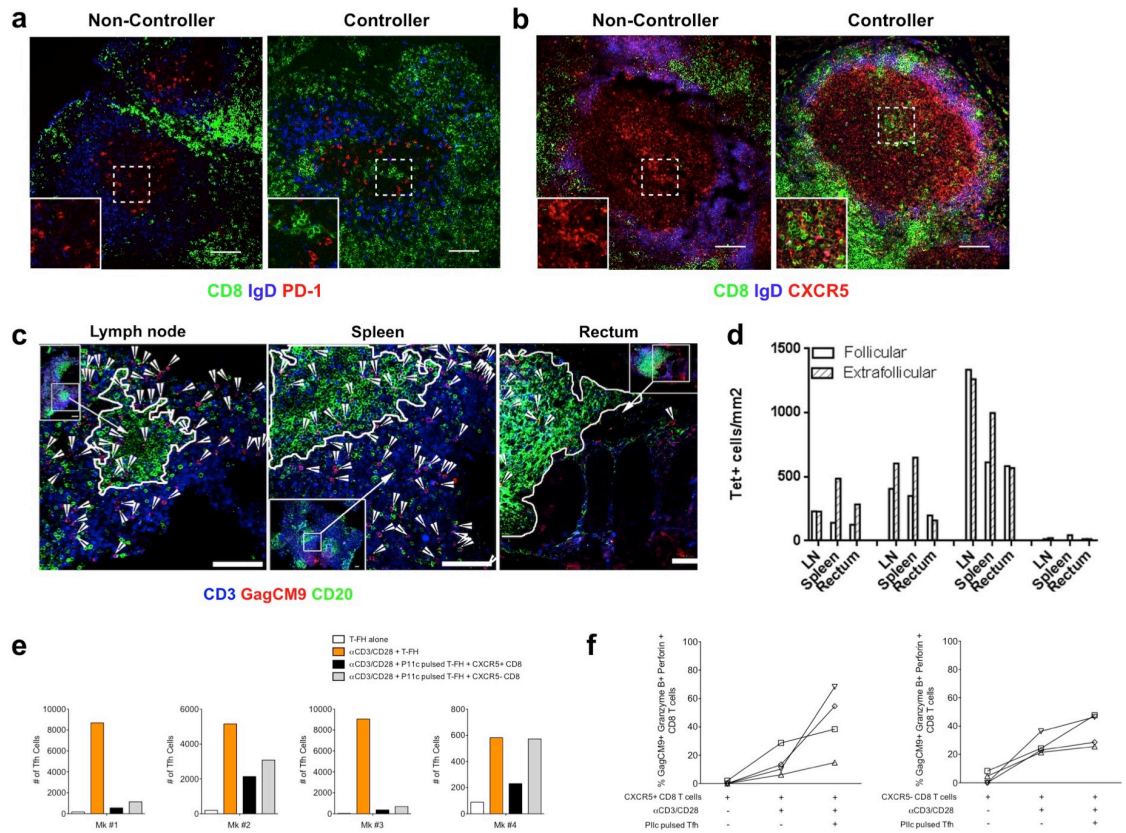 a
Non-Controller
Controller
CD8 IgD PD-1
b
Non-Controller
Controller
CD8 IgD CXCR5
c
Lymph node
Spleen
Rectum
CD3 GagCM9 CD20
d
Tet+ cells/mm2
1500
1000
500
0
Follicular
Extrafollicular
LN
Spleen
Rectum
LN
Spleen
Rectum
LN
Spleen
Rectum
LN
Spleen
Rectum
e
T-FH alone
αCD3/CD28 + T-FH
αCD3/CD28 + P11c pulsed T-FH + CXCR5+ CD8
αCD3/CD28 + P11c pulsed T-FH + CXCR5- CD8
# of Tfh Cells
10000
8000
6000
4000
2000
0
Mk #1
# of Tfh Cells
6000
4000
2000
0
Mk #2
# of Tfh Cells
10000
8000
6000
4000
2000
0
Mk #3
# of Tfh Cells
800
600
400
200
0
Mk #4
f
% GagCM9+ Granzyme B+ Perforin +
CD8 T cells
100
80
60
40
20
0
CXCR5+ CD8 T cells + + +
αCD3/CD28 - + +
PIIc pulsed Tfh - - +
% GagCM9+ Granzyme B+ Perforin +
CD8 T cells
100
80
60
40
20
0
CXCR5- CD8 T cells + + +
αCD3/CD28 - + +
PIIc pulsed Tfh - - +